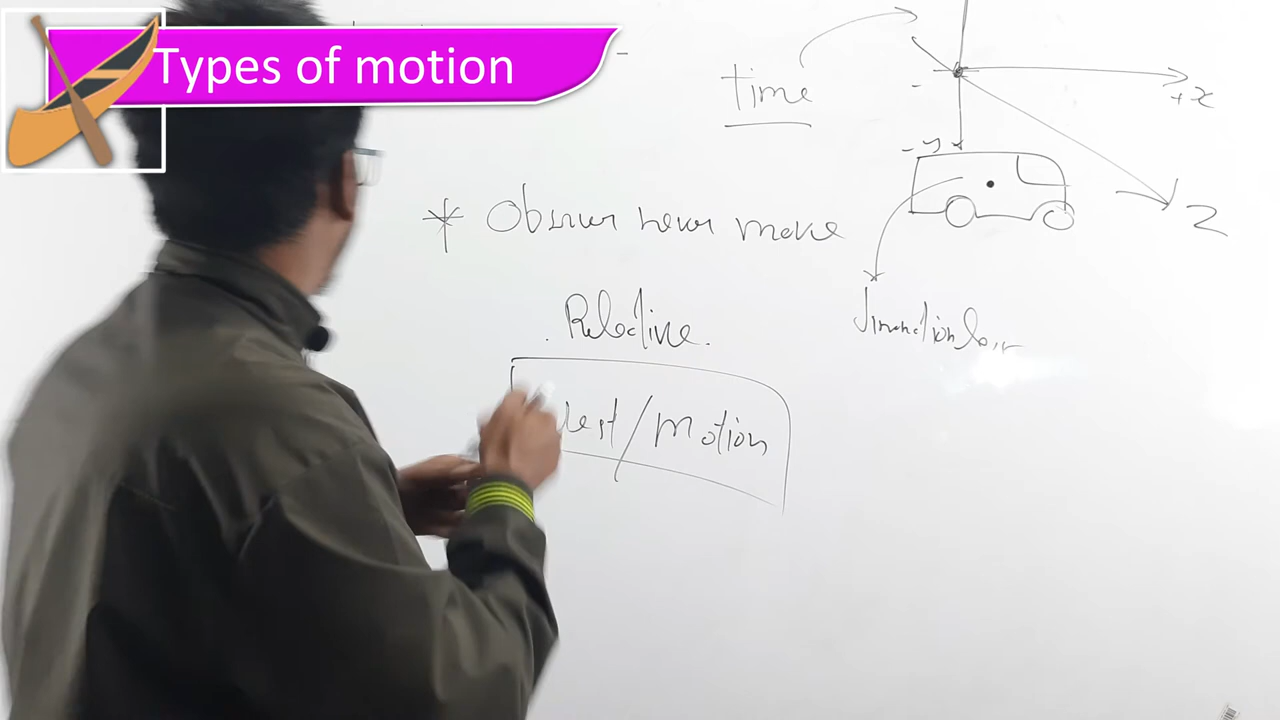 Types of motion
time
+x
-y
* Observer never move
Z
Relative.
Rest/Motion